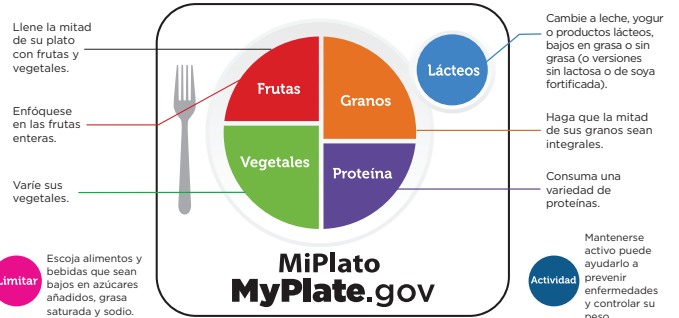 Llene la mitad
de su plato
con frutas y
vegetales.
Enfóquese
en las frutas
enteras.
Varíe sus
vegetales.
Limitar
Escoja alimentos y
bebidas que sean
bajos en azúcares
añadidos, grasa
saturada y sodio.
Frutas
Granos
Vegetales
Proteína
Lácteos
MiPlato
MyPlate.gov
Cambie a leche, yogur
o productos lácteos,
bajos en grasa o sin
grasa (o versiones
sin lactosa o de soya
fortificada).
Haga que la mitad
de sus granos sean
integrales.
Consuma una
variedad de
proteínas.
Actividad
Mantenerse
activo puede
ayudarlo a
prevenir
enfermedades
y controlar su
peso